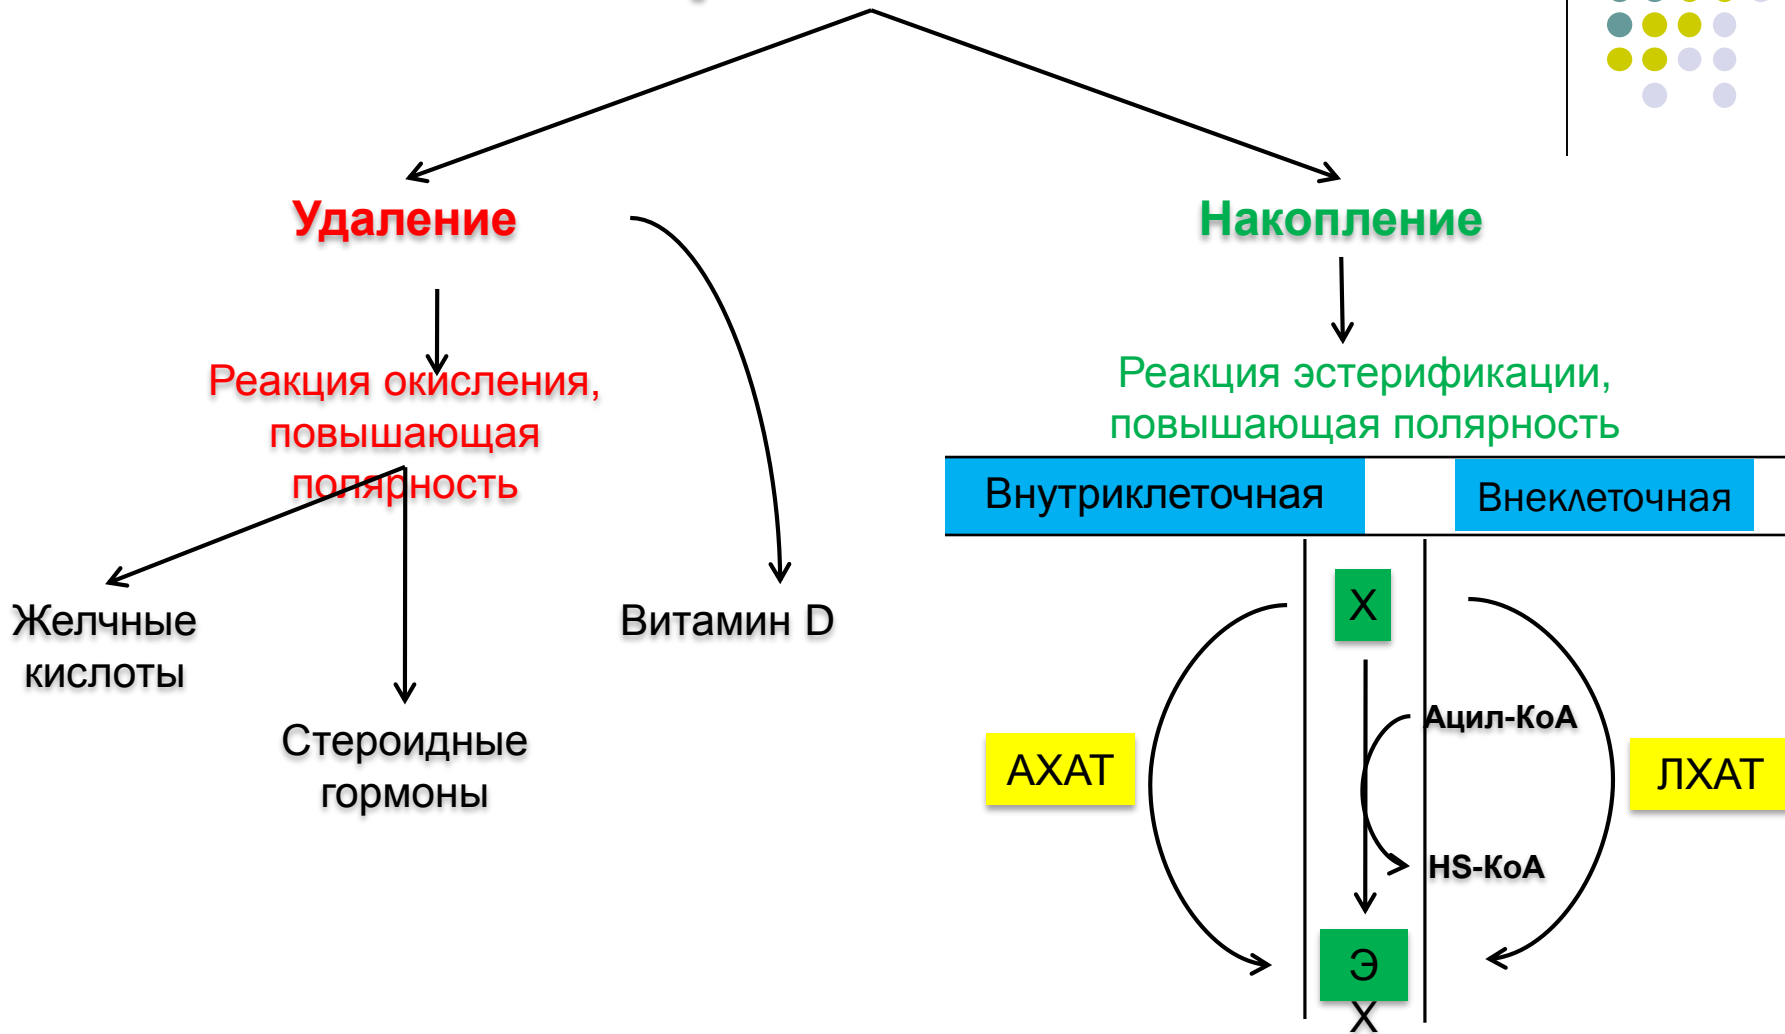 Удаление
Накопление
Реакция окисления,
повышающая
полярность
Реакция эстерификации,
повышающая полярность
Внутриклеточная
Внеклеточная
Желчные
кислоты
Стероидные
гормоны
Витамин D
Х
Ацил-КоА
АХАТ
ЛХАТ
HS-КоА
Э
Х